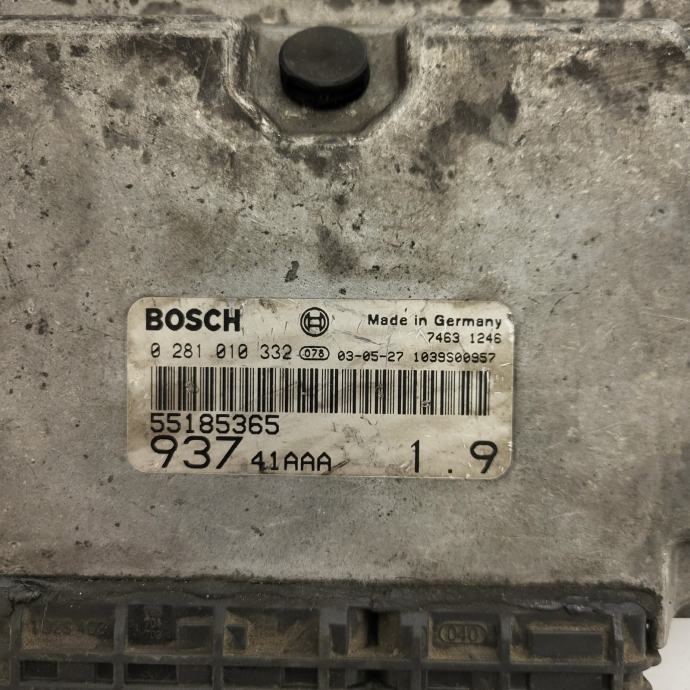 BOSCH Made in Germany
7463 1246
0 281 010 332 078 03-05-27 1039S00957
55185365
937 41AAA 1.9
040